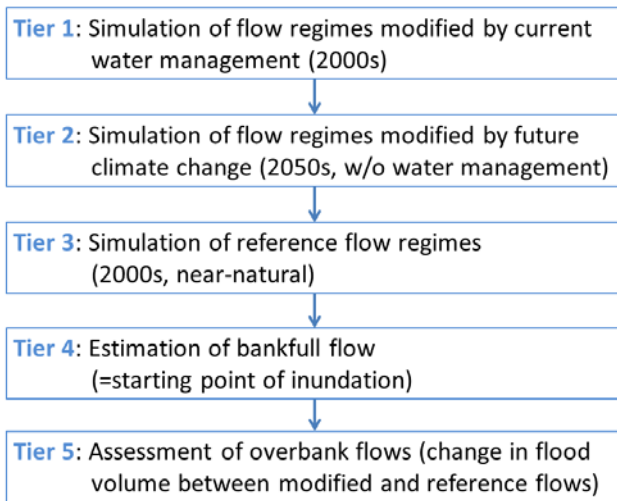 Tier 1: Simulation of flow regimes modified by current
water management (2000s)
Tier 2: Simulation of flow regimes modified by future
climate change (2050s, w/o water management)
Tier 3: Simulation of reference flow regimes
(2000s, near-natural)
Tier 4: Estimation of bankfull flow
(=starting point of inundation)
Tier 5: Assessment of overbank flows (change in flood
volume between modified and reference flows)